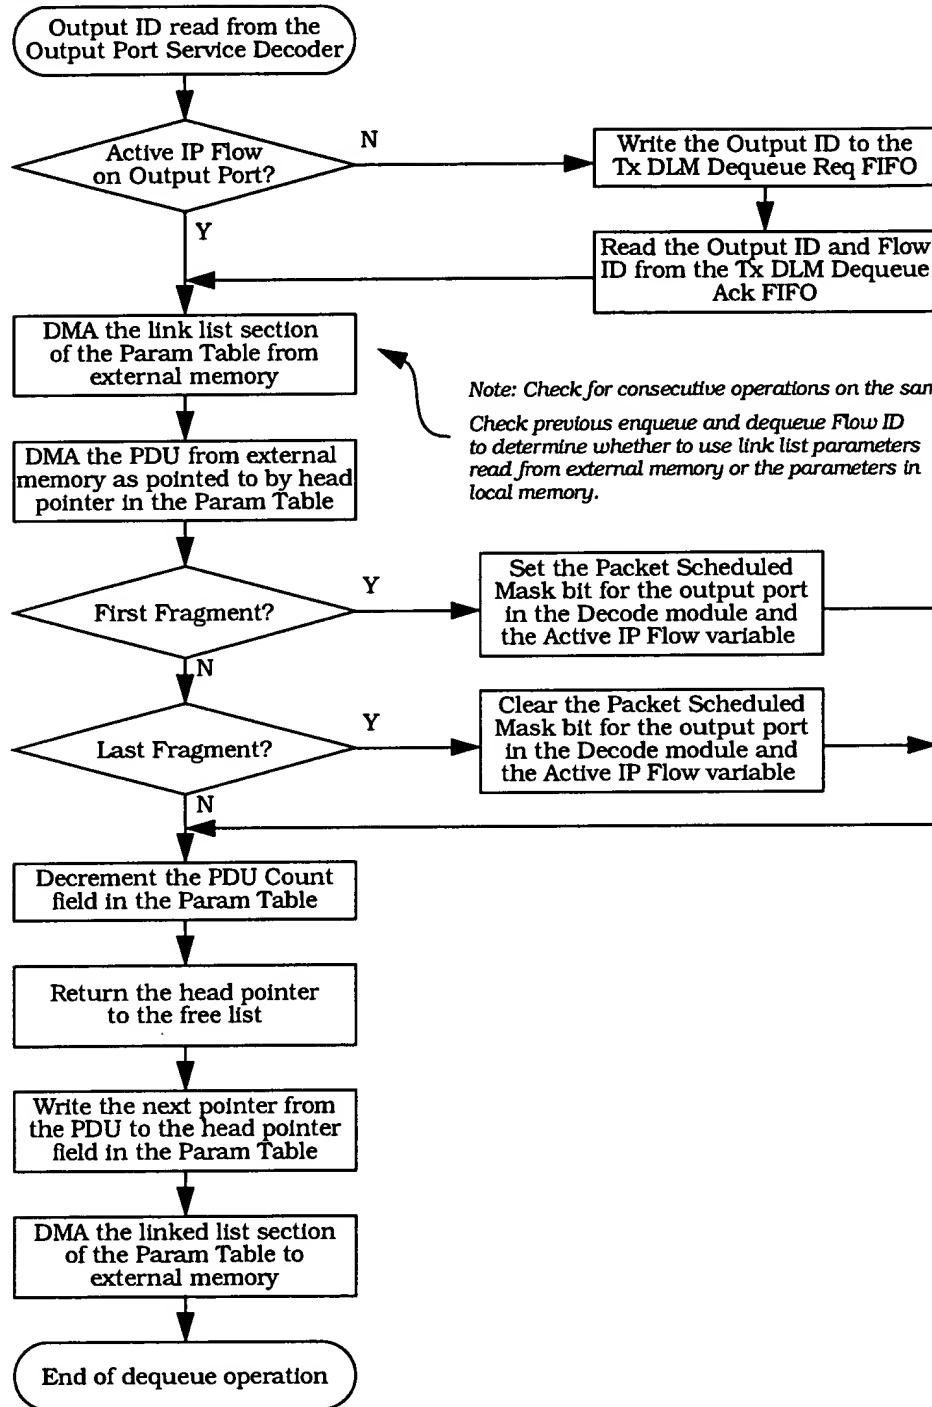 Output ID read from the
Output Port Service Decoder
Active IP Flow
on Output Port?
N
Write the Output ID to the
Tx DLM Dequeue Req FIFO
Y
Read the Output ID and Flow
ID from the Tx DLM Dequeue
Ack FIFO
DMA the link list section
of the Param Table from
external memory
Note: Check for consecutive operations on the
Check previous enqueue and dequeue Flow ID
to determine whether to use link list parameters
read from external memory or the parameters in
local memory.
DMA the PDU from external
memory as pointed to by head
pointer in the Param Table
First Fragment?
Y
Set the Packet Scheduled
Mask bit for the output port
in the Decode module and
the Active IP Flow variable
N
Last Fragment?
Y
Clear the Packet Scheduled
Mask bit for the output port
in the Decode module and
the Active IP Flow variable
N
Decrement the PDU Count
field in the Param Table
Return the head pointer
to the free list
Write the next pointer from
the PDU to the head pointer
field in the Param Table
DMA the linked list section
of the Param Table to
external memory
End of dequeue operation